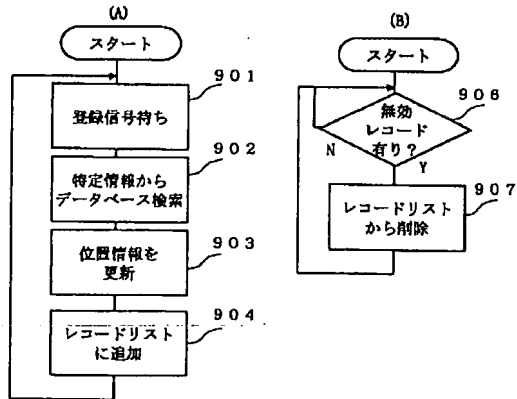 (A)
スタート
901
登録信号待ち
902
特定情報から
データベース検索
903
位置情報を
更新
904
レコードリスト
に追加
(B)
スタート
906
無効
レコード
有り?
N
Y
907
レコードリスト
から削除